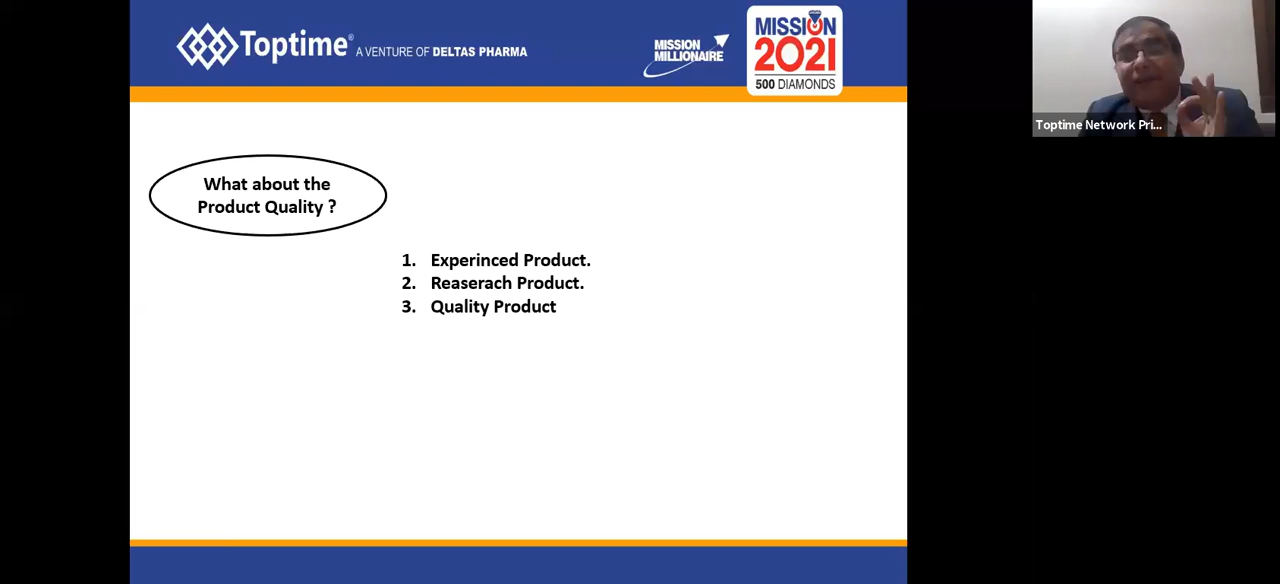 Toptime® A VENTURE OF DELTAS PHARMA
MISSION
MILLIONAIRE
MISSION
2021
500 DIAMONDS
Toptime Network Pri...
What about the
Product Quality ?
1. Experinced Product.
2. Reaserach Product.
3. Quality Product